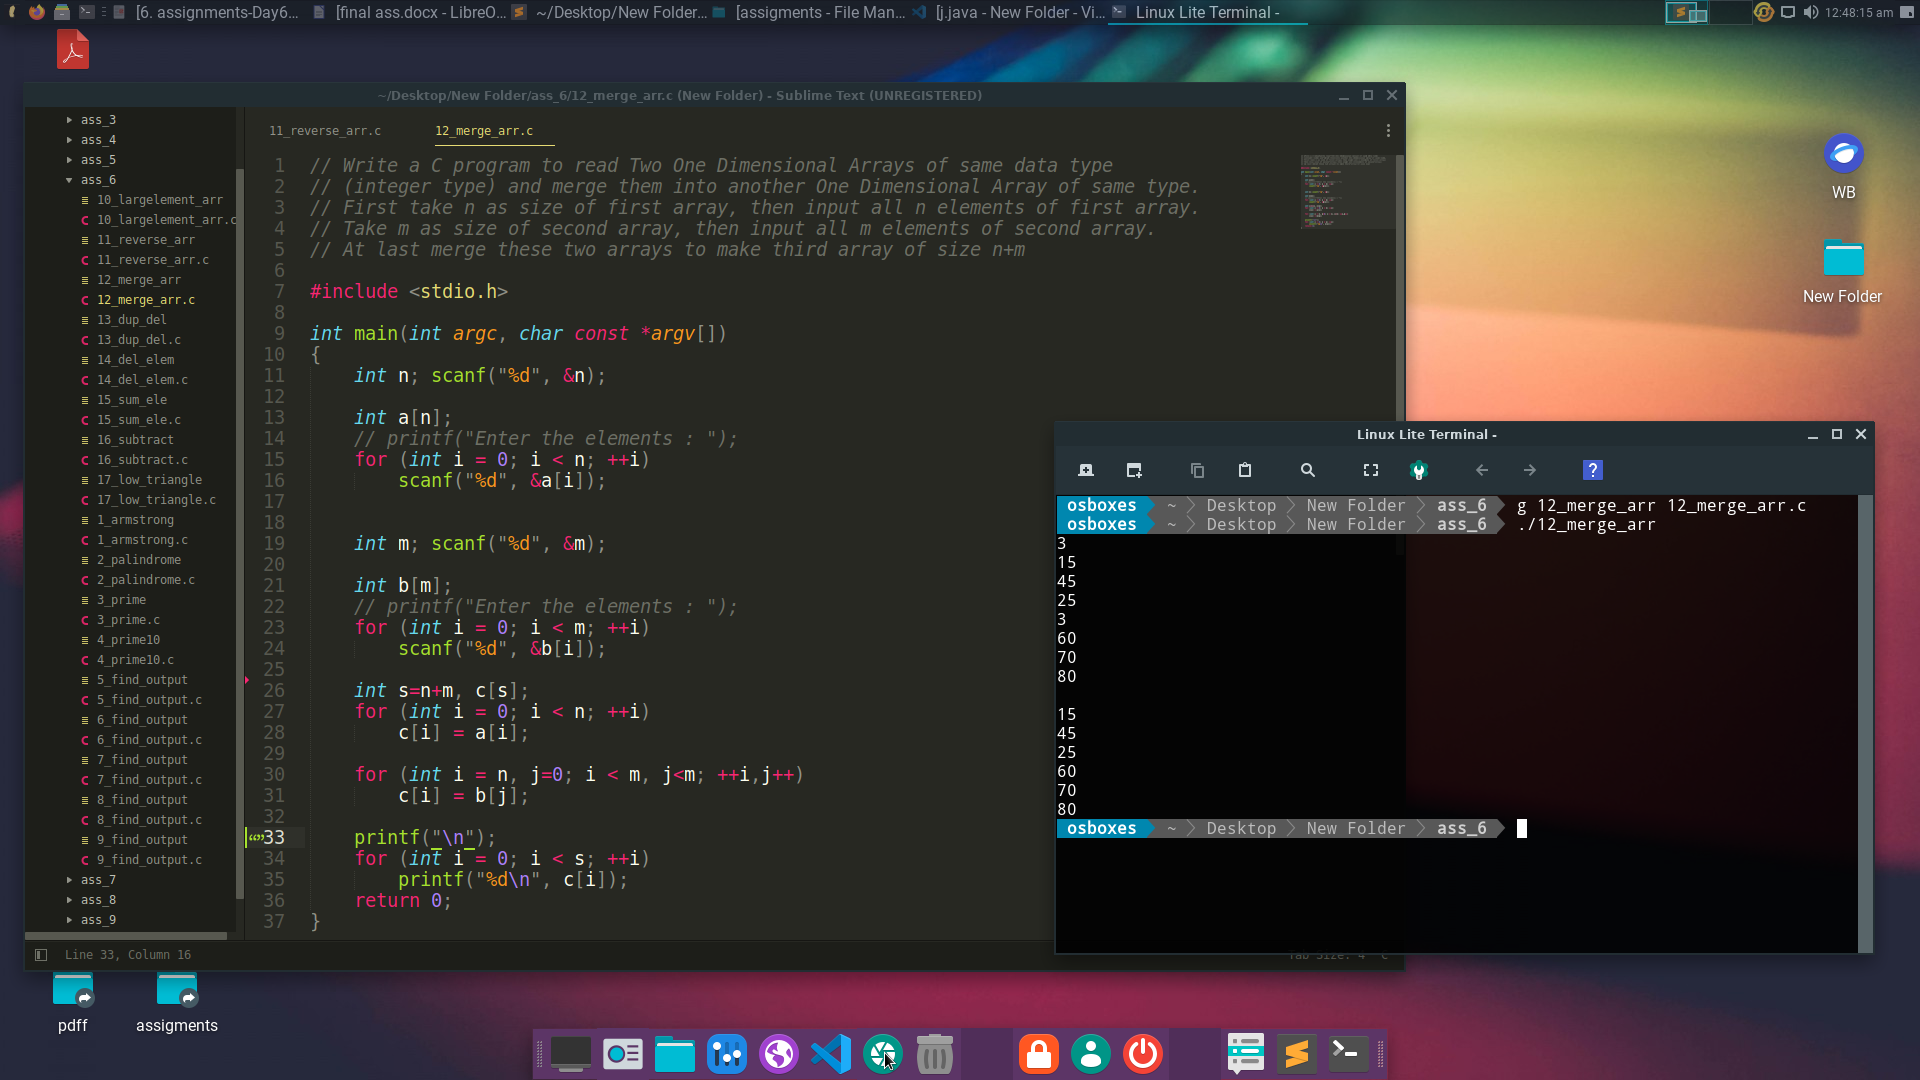 [6. assignments-Day6... [final ass.docx - LibreO... ~/Desktop/New Folder... [assigments - File Man... [j.java - New Folder - Vi... Linux Lite Terminal - 12:48:15 am
~/Desktop/New Folder/ass_6/12_merge_arr.c (New Folder) - Sublime Text (UNREGISTERED)
ass_3
ass_4
ass_5
ass_6
10_largelement_arr
10_largelement_arr.c
11_reverse_arr
11_reverse_arr.c
12_merge_arr
12_merge_arr.c
13_dup_del
13_dup_del.c
14_del_elem
14_del_elem.c
15_sum_ele
15_sum_ele.c
16_subtract
16_subtract.c
17_low_triangle
17_low_triangle.c
1_armstrong
1_armstrong.c
2_palindrome
2_palindrome.c
3_prime
3_prime.c
4_prime10
4_prime10.c
5_find_output
5_find_output.c
6_find_output
6_find_output.c
7_find_output
7_find_output.c
8_find_output
8_find_output.c
9_find_output
9_find_output.c
ass_7
ass_8
ass_9
11_reverse_arr.c 12_merge_arr.c
1 // Write a C program to read Two One Dimensional Arrays of same data type
2 // (integer type) and merge them into another One Dimensional Array of same type.
3 // First take n as size of first array, then input all n elements of first array.
4 // Take m as size of second array, then input all m elements of second array.
5 // At last merge these two arrays to make third array of size n+m
6
7 #include <stdio.h>
8
9 int main(int argc, char const *argv[])
10 {
11 int n; scanf("%d", &n);
12
13 int a[n];
14 // printf("Enter the elements : ");
15 for (int i = 0; i < n; ++i)
16 scanf("%d", &a[i]);
17
18
19 int m; scanf("%d", &m);
20
21 int b[m];
22 // printf("Enter the elements : ");
23 for (int i = 0; i < m; ++i)
24 scanf("%d", &b[i]);
25
26 int s=n+m, c[s];
27 for (int i = 0; i < n; ++i)
28 c[i] = a[i];
29
30 for (int i = n, j=0; i < m, j<m; ++i,j++)
31 c[i] = b[j];
32
33 printf("\n");
34 for (int i = 0; i < s; ++i)
35 printf("%d\n", c[i]);
36 return 0;
37 }
Line 33, Column 16
Tab Size: 4 C
Linux Lite Terminal -
osboxes ~ Desktop New Folder ass_6 g 12_merge_arr 12_merge_arr.c
osboxes ~ Desktop New Folder ass_6 ./12_merge_arr
3
15
45
25
3
60
70
80
15
45
25
60
70
80
osboxes ~ Desktop New Folder ass_6
WB
New Folder
pdff
assigments